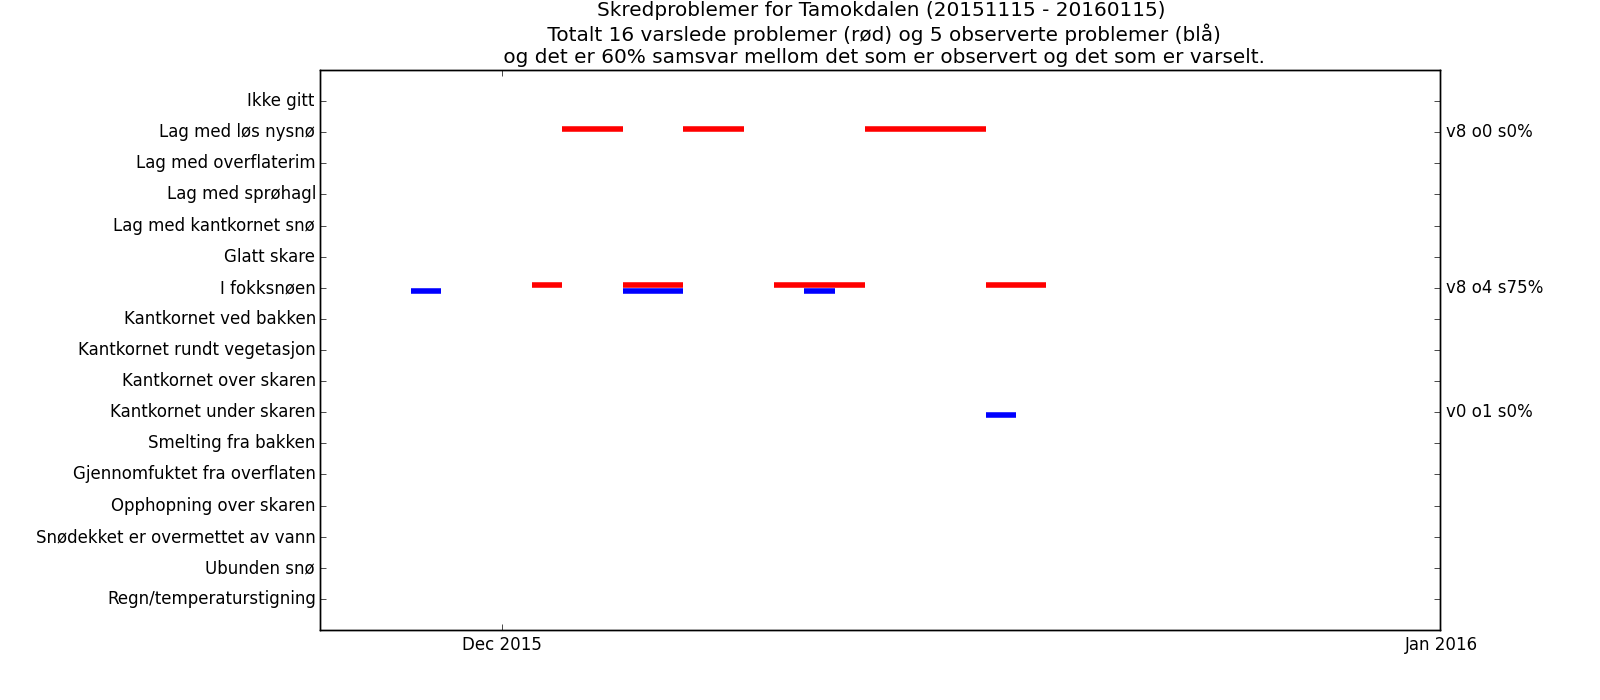 Skredproblemer for Tamokdalen (20151115 - 20160115)
Totalt 16 varslede problemer (rød) og 5 observerte problemer (blå)
og det er 60% samsvar mellom det som er observert og det som er varselt.
Ikke gitt
Lag med løs nysnø v8 o0 s0%
Lag med overflaterim
Lag med sprøhagl
Lag med kantkornet snø
Glatt skare
I fokksnøen v8 o4 s75%
Kantkornet ved bakken
Kantkornet rundt vegetasjon
Kantkornet over skaren
Kantkornet under skaren v0 o1 s0%
Smelting fra bakken
Gjennomfuktet fra overflaten
Opphopning over skaren
Snødekket er overmettet av vann
Ubunden snø
Regn/temperaturstigning
Dec 2015 Jan 2016